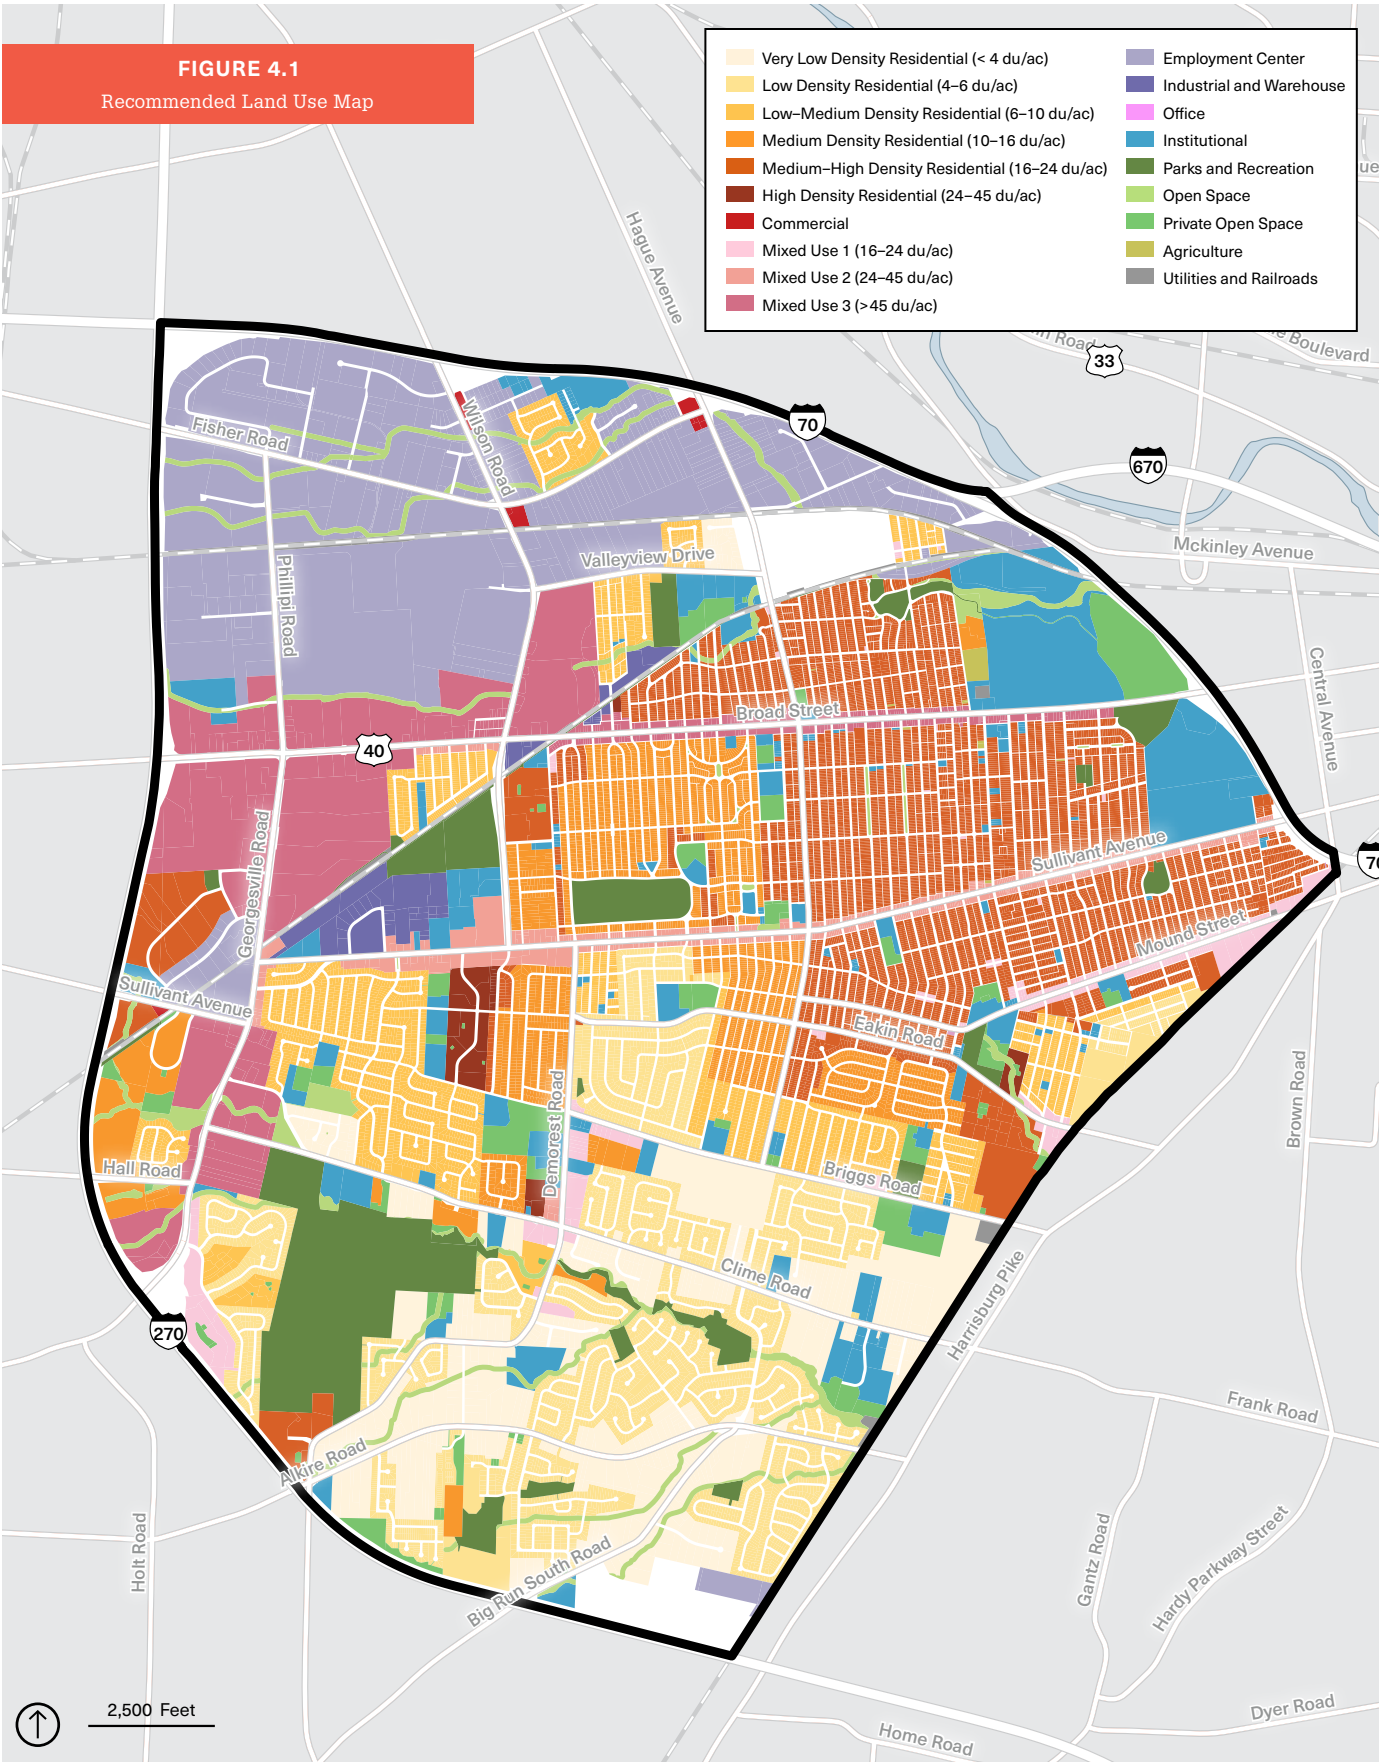 FIGURE 4.1
Recommended Land Use Map
Very Low Density Residential (< 4 du/ac)
Low Density Residential (4–6 du/ac)
Low–Medium Density Residential (6–10 du/ac)
Medium Density Residential (10–16 du/ac)
Medium–High Density Residential (16–24 du/ac)
High Density Residential (24–45 du/ac)
Commercial
Mixed Use 1 (16–24 du/ac)
Mixed Use 2 (24–45 du/ac)
Mixed Use 3 (>45 du/ac)
Employment Center
Industrial and Warehouse
Office
Institutional
Parks and Recreation
Open Space
Private Open Space
Agriculture
Utilities and Railroads
Hague Avenue
Road
Boulevard
33
70
670
Fisher Road
Wilson Road
Mckinley Avenue
Valleyview Drive
Phillipi Road
Central Avenue
Broad Street
40
Georgesville Road
Sullivant Avenue
70
Mound Street
Sullivant Avenue
Eakin Road
Demorest Road
Brown Road
Hall Road
Briggs Road
Clime Road
Harrisburg Pike
270
Frank Road
Alkire Road
Holt Road
Gantz Road
Hardy Parkway Street
Big Run South Road
2,500 Feet
Dyer Road
Home Road